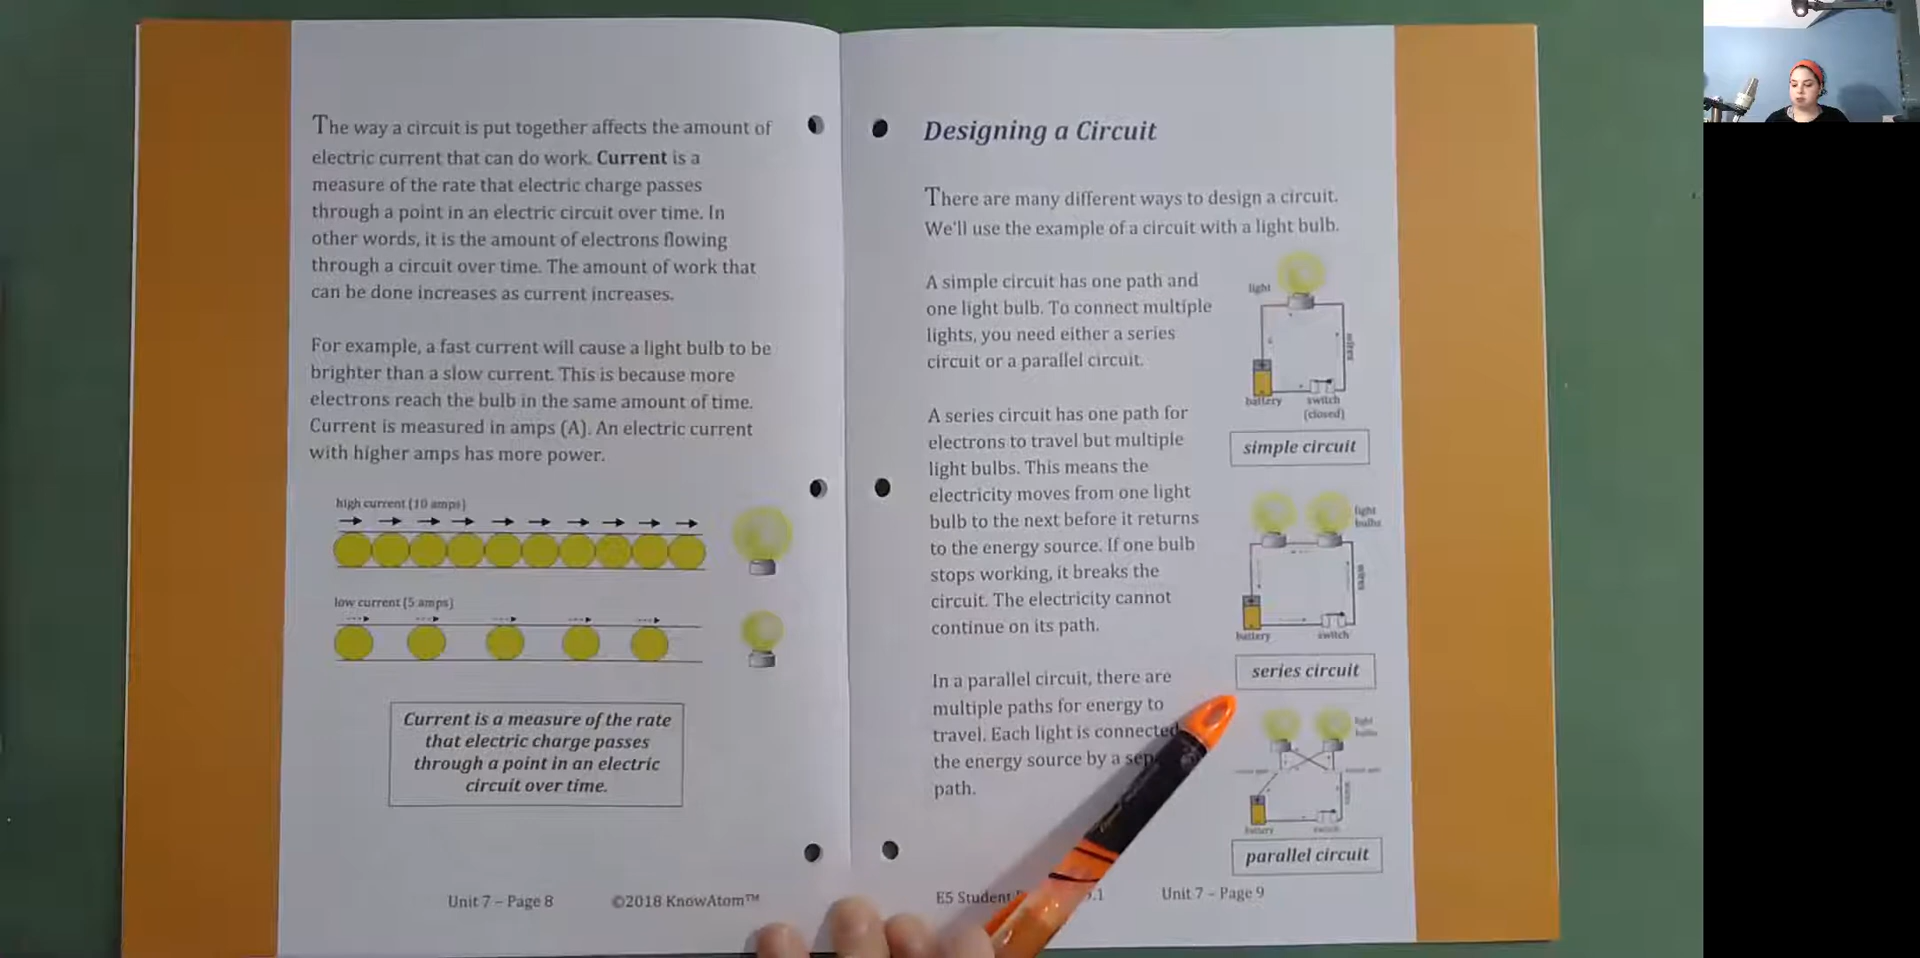 The way a circuit is put together affects the amount of
electric current that can do work. Current is a
measure of the rate that electric charge passes
through a point in an electric circuit over time. In
other words, it is the amount of electrons flowing
through a circuit over time. The amount of work that
can be done increases as current increases.
For example, a fast current will cause a light bulb to be
brighter than a slow current. This is because more
electrons reach the bulb in the same amount of time.
Current is measured in amps (A). An electric current
with higher amps has more power.
high current (10 amps)
low current (5 amps)
Current is a measure of the rate
that electric charge passes
through a point in an electric
circuit over time.
Unit 7 – Page 8 ©2018 KnowAtom™
Designing a Circuit
There are many different ways to design a circuit.
We'll use the example of a circuit with a light bulb.
A simple circuit has one path and
one light bulb. To connect multiple
lights, you need either a series
circuit or a parallel circuit.
A series circuit has one path for
electrons to travel but multiple
light bulbs. This means the
electricity moves from one light
bulb to the next before it returns
to the energy source. If one bulb
stops working, it breaks the
circuit. The electricity cannot
continue on its path.
In a parallel circuit, there are
multiple paths for energy to
travel. Each light is connected
the energy source by a
path.
light
wires
battery
switch
(closed)
simple circuit
light
bulbs
wires
battery
switch
series circuit
light
bulbs
wires
battery
switch
parallel circuit
E5 Student .1 Unit 7 – Page 9